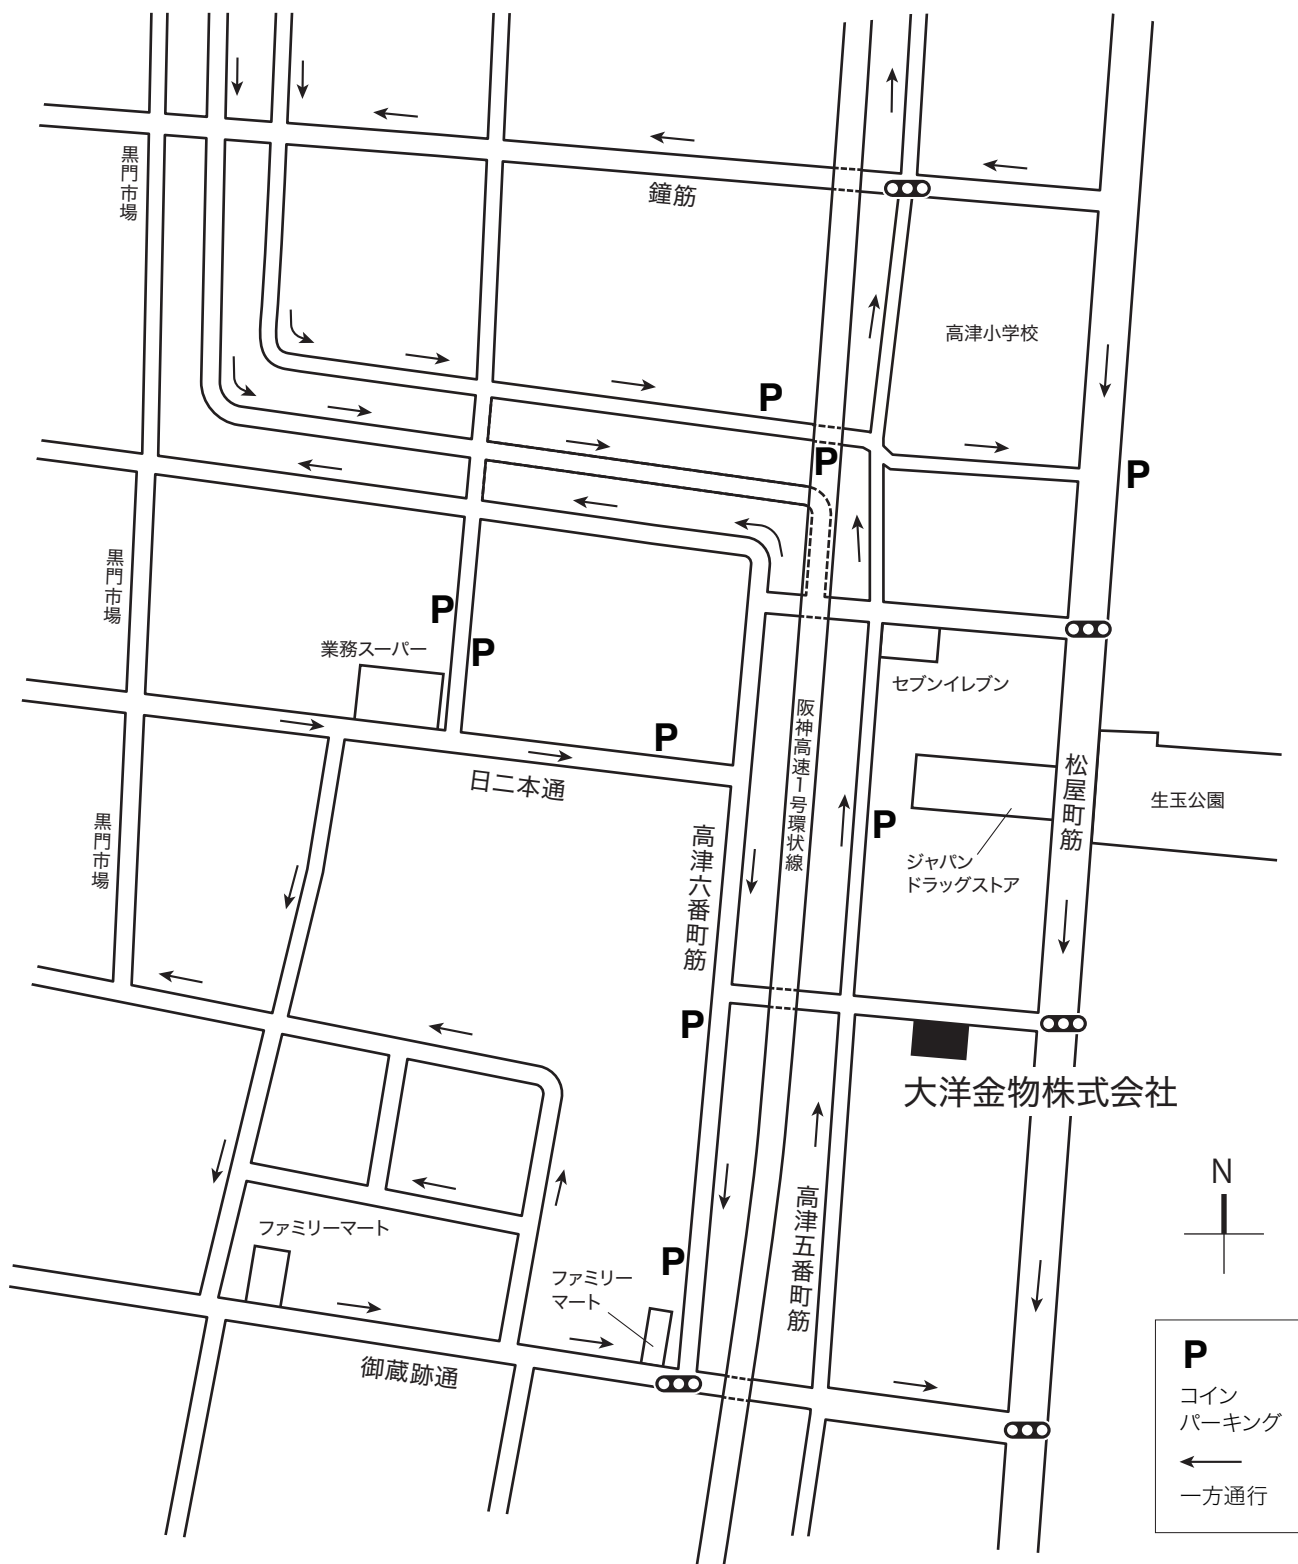 黒門市場
鐘筋
高津小学校
P
P
P
黒門市場
P
P
業務スーパー
セブンイレブン
P
阪神高速1号環状線
日二本通
松屋町筋
生玉公園
黒門市場
高津六番町筋
P
ジャパン
ドラッグストア
P
大洋金物株式会社
N
高津五番町筋
ファミリーマート
P
ファミリー
マート
御蔵跡通
P
コイン
パーキング
一方通行